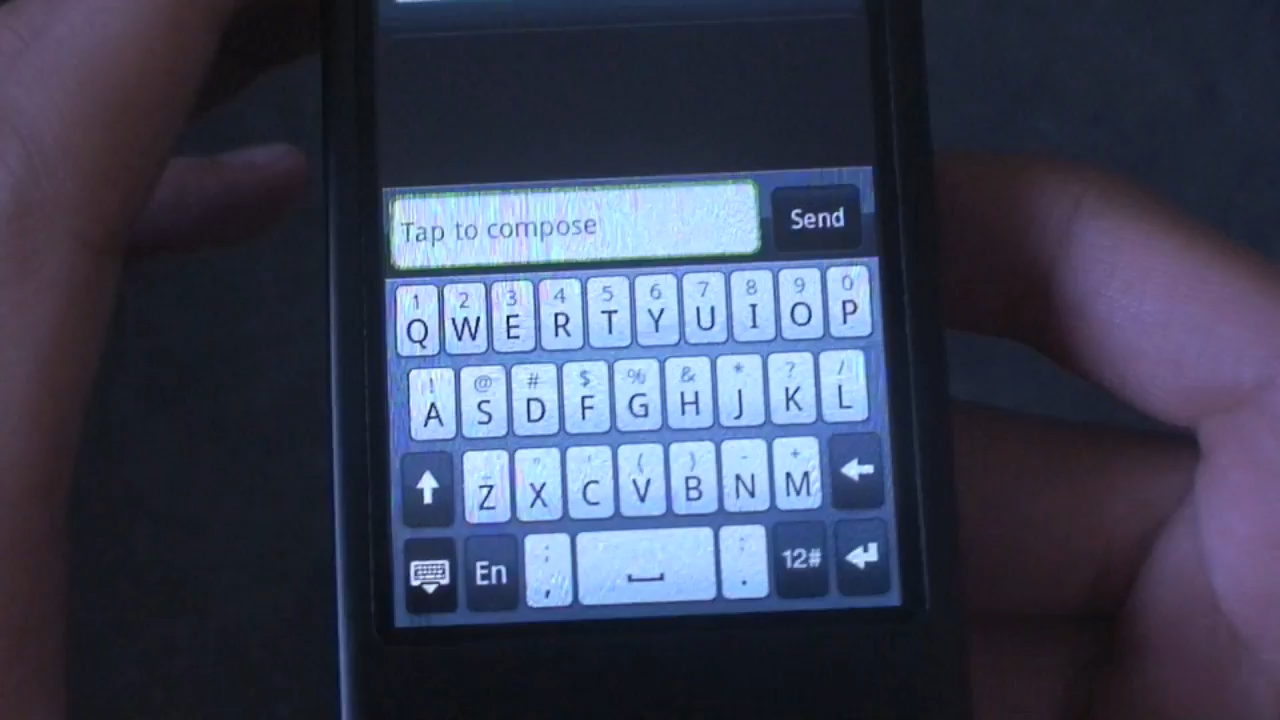 Tap to compose Send
1 2 3 4 5 6 7 8 9 0
Q W E R T Y U I O P
! @ # $ % & * ? /
A S D F G H J K L
_ " ' ( ) - +
Z X C V B N M
; :
En , . 12#